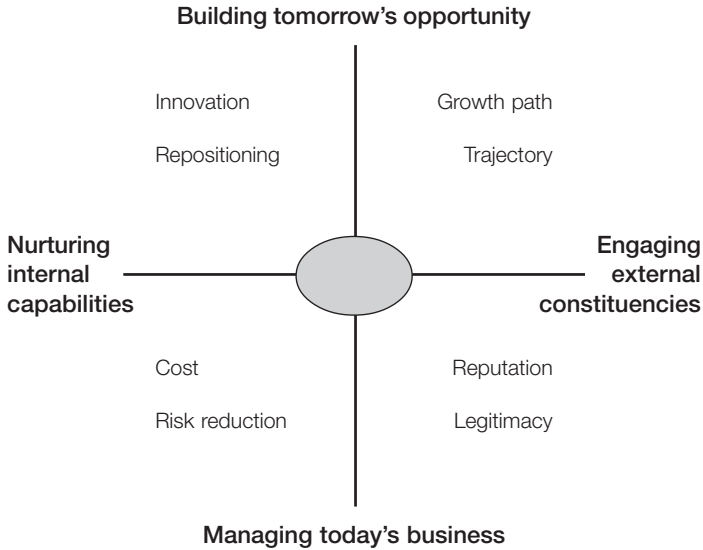 Building tomorrow’s opportunity
Innovation
Growth path
Repositioning
Trajectory
Nurturing
internal
capabilities
Engaging
external
constituencies
Cost
Reputation
Risk reduction
Legitimacy
Managing today’s business